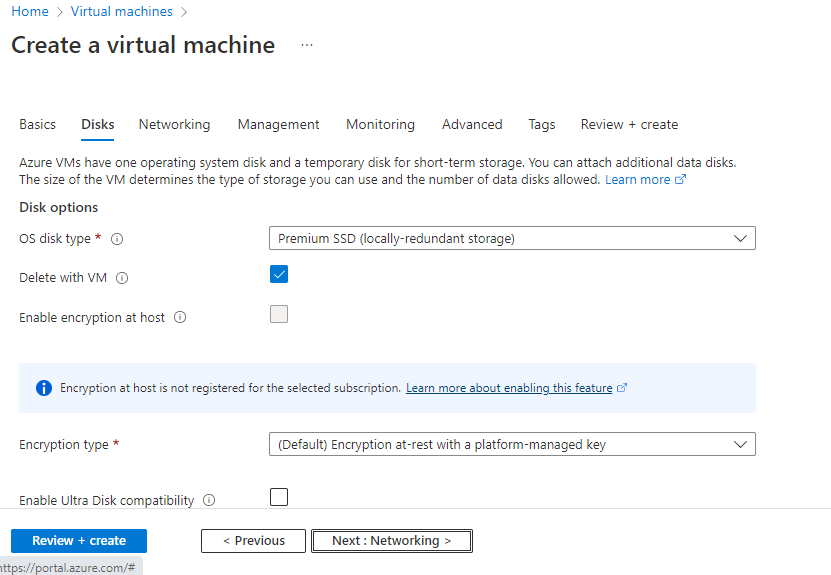 Home > Virtual machines >
Create a virtual machine ...
Basics Disks Networking Management Monitoring Advanced Tags Review + create
Azure VMs have one operating system disk and a temporary disk for short-term storage. You can attach additional data disks.
The size of the VM determines the type of storage you can use and the number of data disks allowed. Learn more
Disk options
OS disk type * Premium SSD (locally-redundant storage)
Delete with VM
Enable encryption at host
Encryption at host is not registered for the selected subscription. Learn more about enabling this feature
Encryption type * (Default) Encryption at-rest with a platform-managed key
Enable Ultra Disk compatibility
Review + create < Previous Next : Networking >
https://portal.azure.com/#